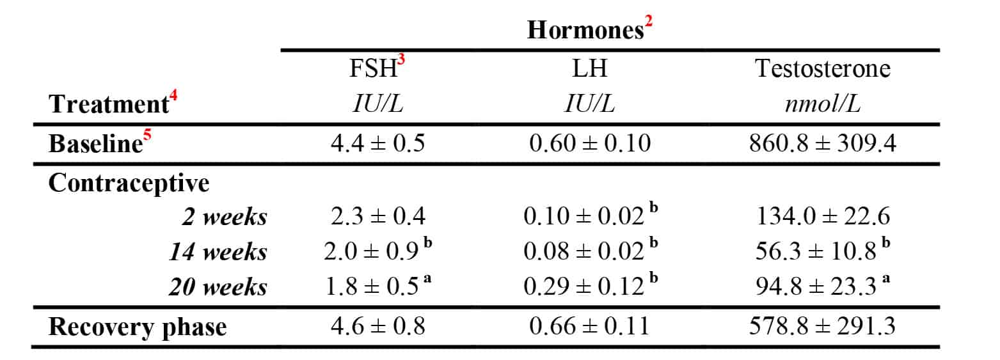 Hormones2
FSH3 LH Testosterone
Treatment4 IU/L IU/L nmol/L
Baseline5 4.4 ± 0.5 0.60 ± 0.10 860.8 ± 309.4
Contraceptive
2 weeks 2.3 ± 0.4 0.10 ± 0.02 b 134.0 ± 22.6
14 weeks 2.0 ± 0.9 b 0.08 ± 0.02 b 56.3 ± 10.8 b
20 weeks 1.8 ± 0.5 a 0.29 ± 0.12 b 94.8 ± 23.3 a
Recovery phase 4.6 ± 0.8 0.66 ± 0.11 578.8 ± 291.3